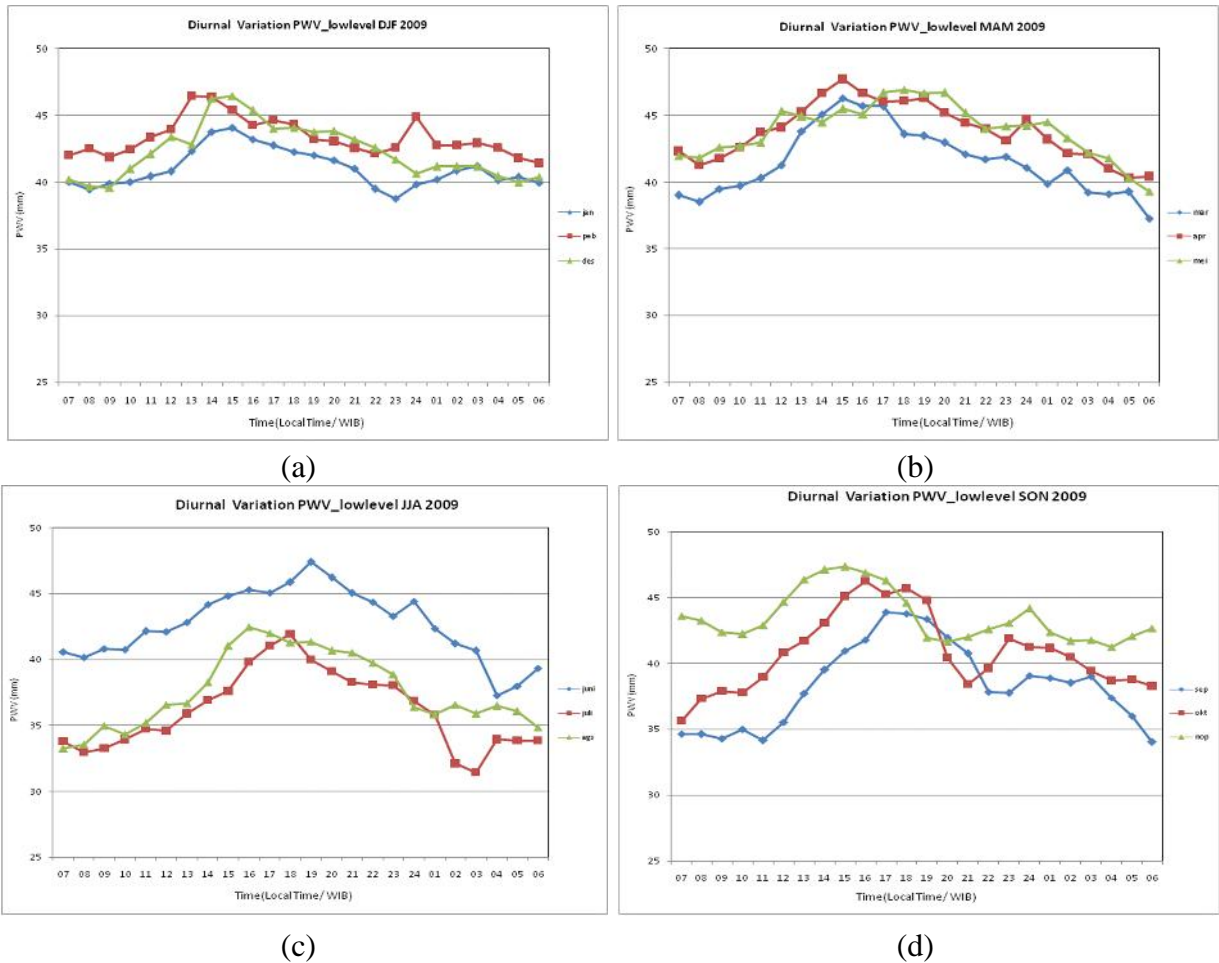 Diurnal Variation PWV_lowlevel DJF 2009
50
45
40
35
30
25
PWV (mm)
07 08 09 10 11 12 13 14 15 16 17 18 19 20 21 22 23 24 01 02 03 04 05 06
Time(Local Time/ WIB)
jan
peb
des
(a)
Diurnal Variation PWV_lowlevel MAM 2009
50
45
40
35
30
25
PWV (mm)
07 08 09 10 11 12 13 14 15 16 17 18 19 20 21 22 23 24 01 02 03 04 05 06
Time(Local Time/ WIB)
mar
apr
mei
(b)
Diurnal Variation PWV_lowlevel JJA 2009
50
45
40
35
30
25
PWV (mm)
07 08 09 10 11 12 13 14 15 16 17 18 19 20 21 22 23 24 01 02 03 04 05 06
Time(Local Time/ WIB)
juni
juli
ags
(c)
Diurnal Variation PWV_lowlevel SON 2009
50
45
40
35
30
25
PWV (mm)
07 08 09 10 11 12 13 14 15 16 17 18 19 20 21 22 23 24 01 02 03 04 05 06
Time(Local Time/ WIB)
sep
okt
nop
(d)